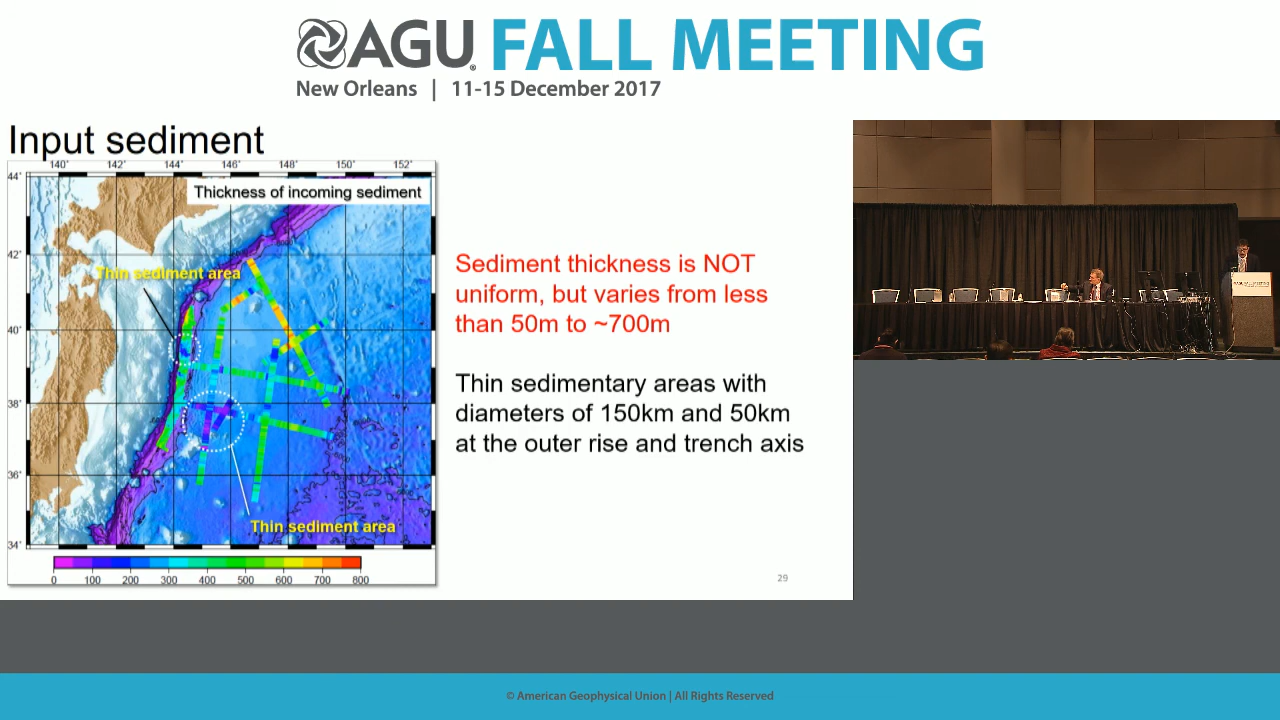 AGU FALL MEETING
New Orleans | 11-15 December 2017
Input sediment
140° 142° 144° 146° 148° 150° 152°
44°
Thickness of incoming sediment
42°
Thin sediment area
40°
38°
36°
Thin sediment area
34°
0 100 200 300 400 500 600 700 800
Sediment thickness is NOT
uniform, but varies from less
than 50m to ~700m
Thin sedimentary areas with
diameters of 150km and 50km
at the outer rise and trench axis
29
AGU FALL MEETING
© American Geophysical Union | All Rights Reserved